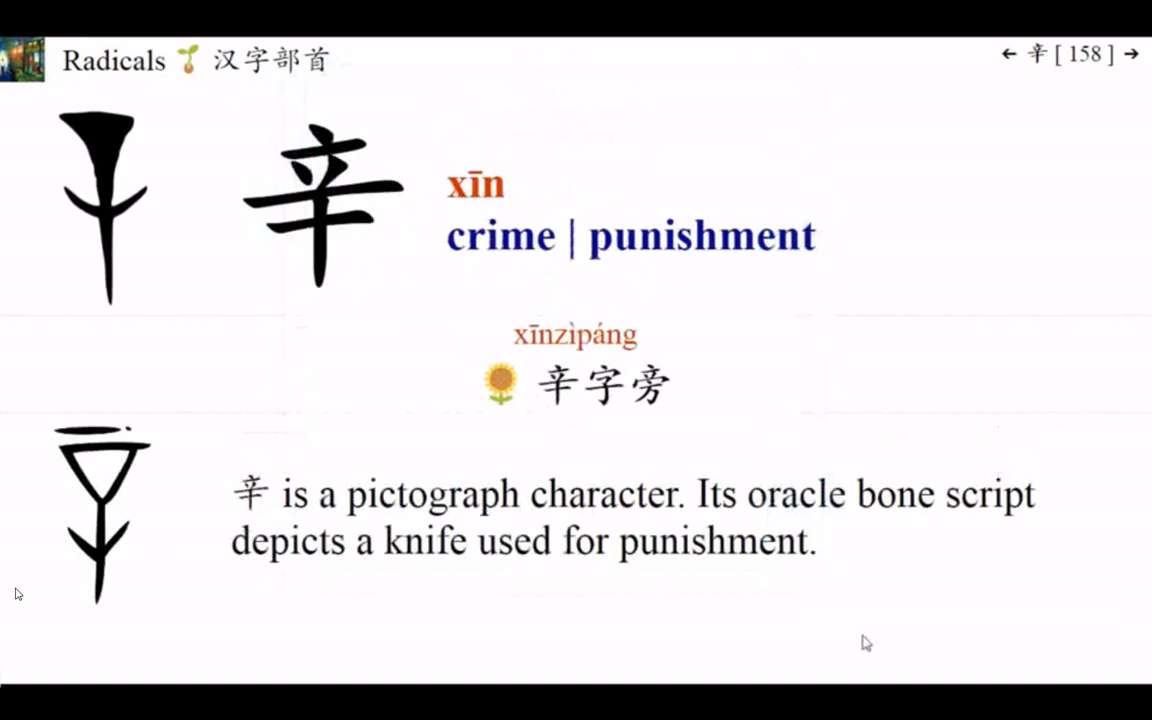 Radicals 🌱 汉字部首
← 辛 [ 158 ] →
辛
xīn
crime | punishment
xīnzìpáng
🌻 辛字旁
辛 is a pictograph character. Its oracle bone script
depicts a knife used for punishment.